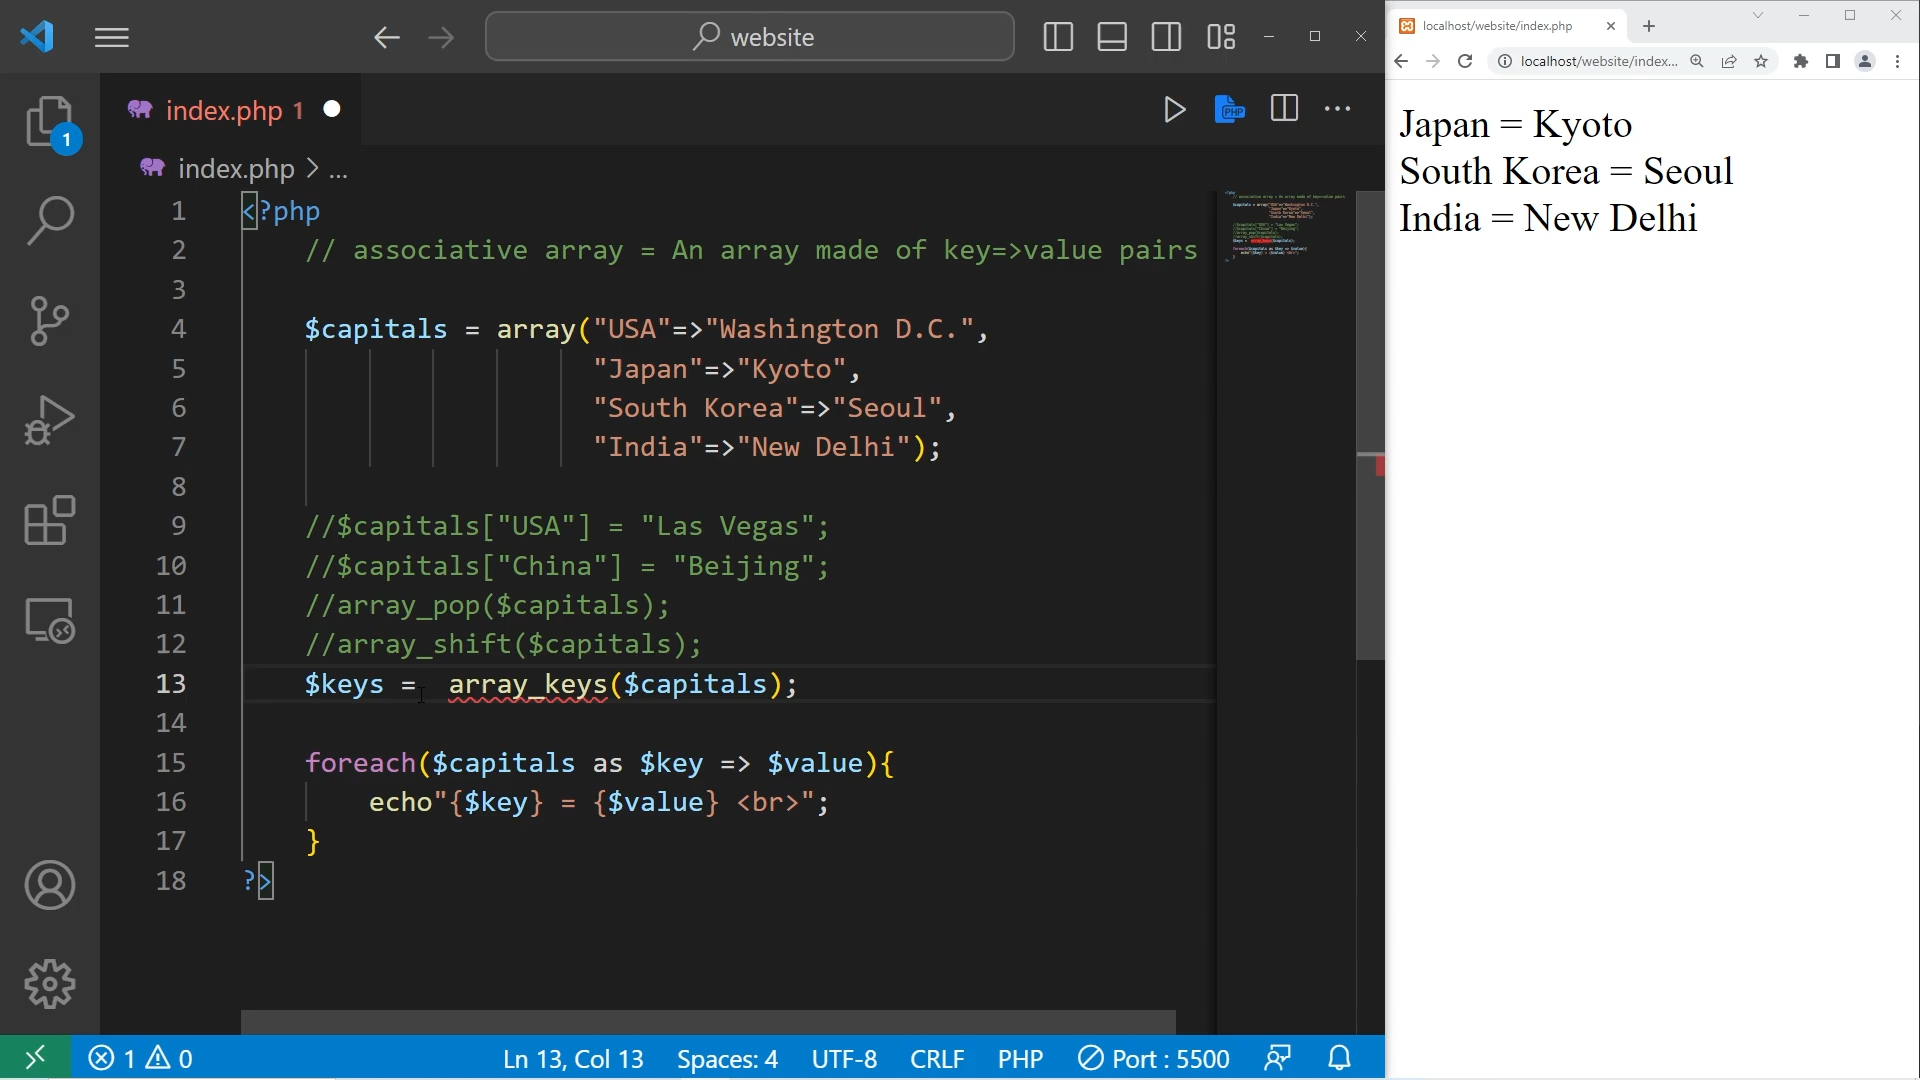 website
index.php 1
index.php > ...
1 <?php
2 // associative array = An array made of key=>value pairs
3
4 $capitals = array("USA"=>"Washington D.C.",
5 "Japan"=>"Kyoto",
6 "South Korea"=>"Seoul",
7 "India"=>"New Delhi");
8
9 //$capitals["USA"] = "Las Vegas";
10 //$capitals["China"] = "Beijing";
11 //array_pop($capitals);
12 //array_shift($capitals);
13 $keys =  array_keys($capitals);
14
15 foreach($capitals as $key => $value){
16 echo"{$key} = {$value} <br>";
17 }
18 ?>
1
PHP
1 0 Ln 13, Col 13 Spaces: 4 UTF-8 CRLF PHP Port : 5500
localhost/website/index.php
localhost/website/index...
Japan = Kyoto
South Korea = Seoul
India = New Delhi